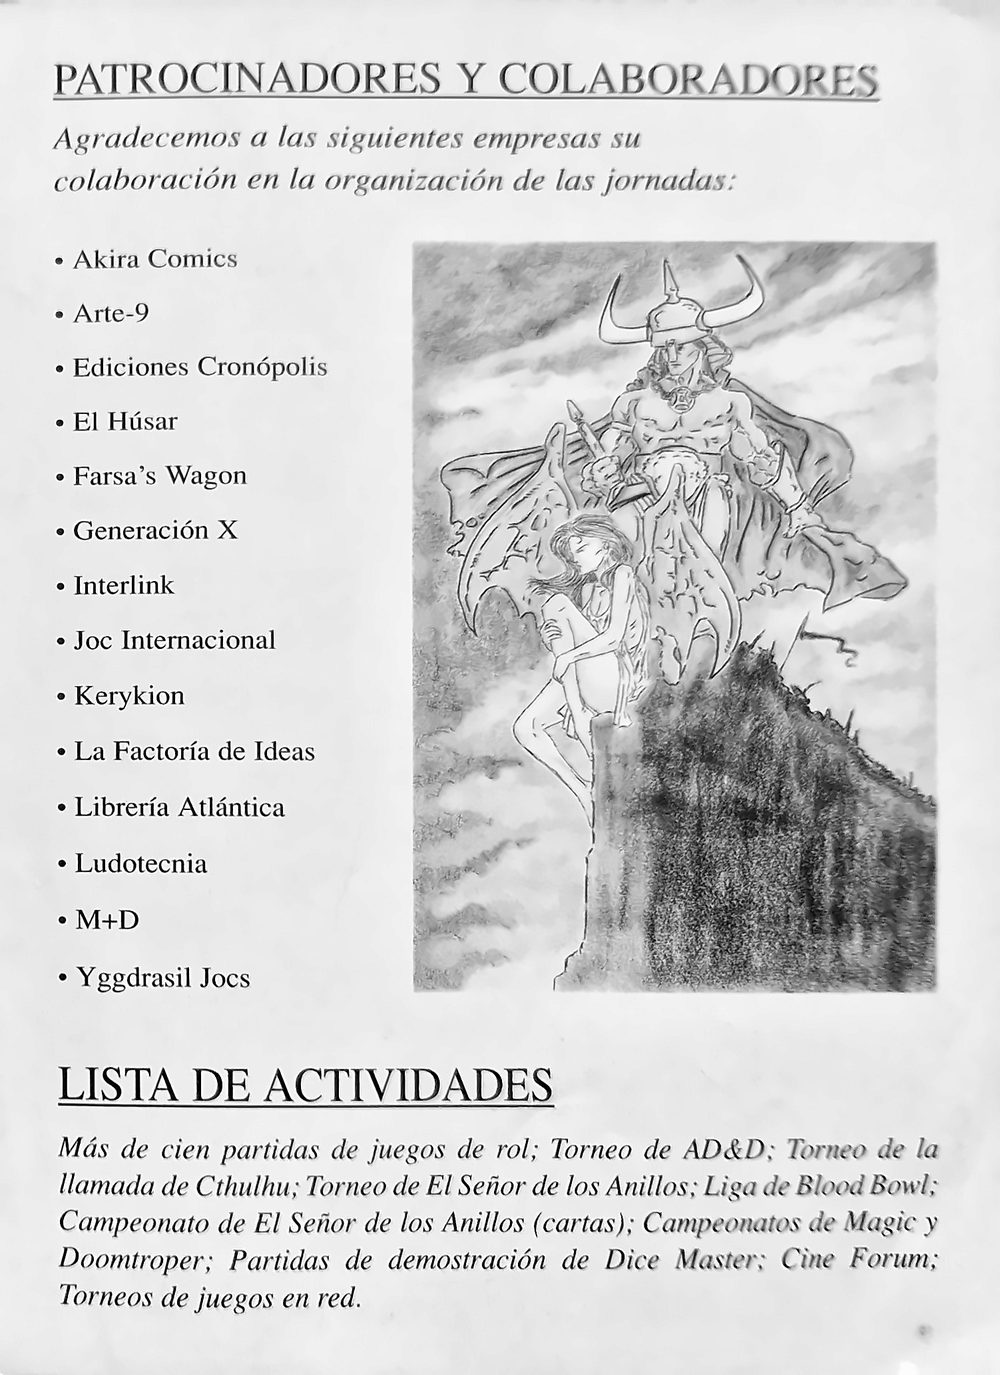 PATROCINADORES Y COLABORADORES
Agradecemos a las siguientes empresas su
colaboración en la organización de las jornadas:
• Akira Comics
• Arte-9
• Ediciones Cronópolis
• El Húsar
• Farsa's Wagon
• Generación X
• Interlink
• Joc Internacional
• Kerykion
• La Factoría de Ideas
• Librería Atlántica
• Ludotecnia
• M+D
• Yggdrasil Jocs
LISTA DE ACTIVIDADES
Más de cien partidas de juegos de rol; Torneo de AD&D; Torneo de la
llamada de Cthulhu; Torneo de El Señor de los Anillos; Liga de Blood Bowl;
Campeonato de El Señor de los Anillos (cartas); Campeonatos de Magic y
Doomtroper; Partidas de demostración de Dice Master; Cine Forum;
Torneos de juegos en red.